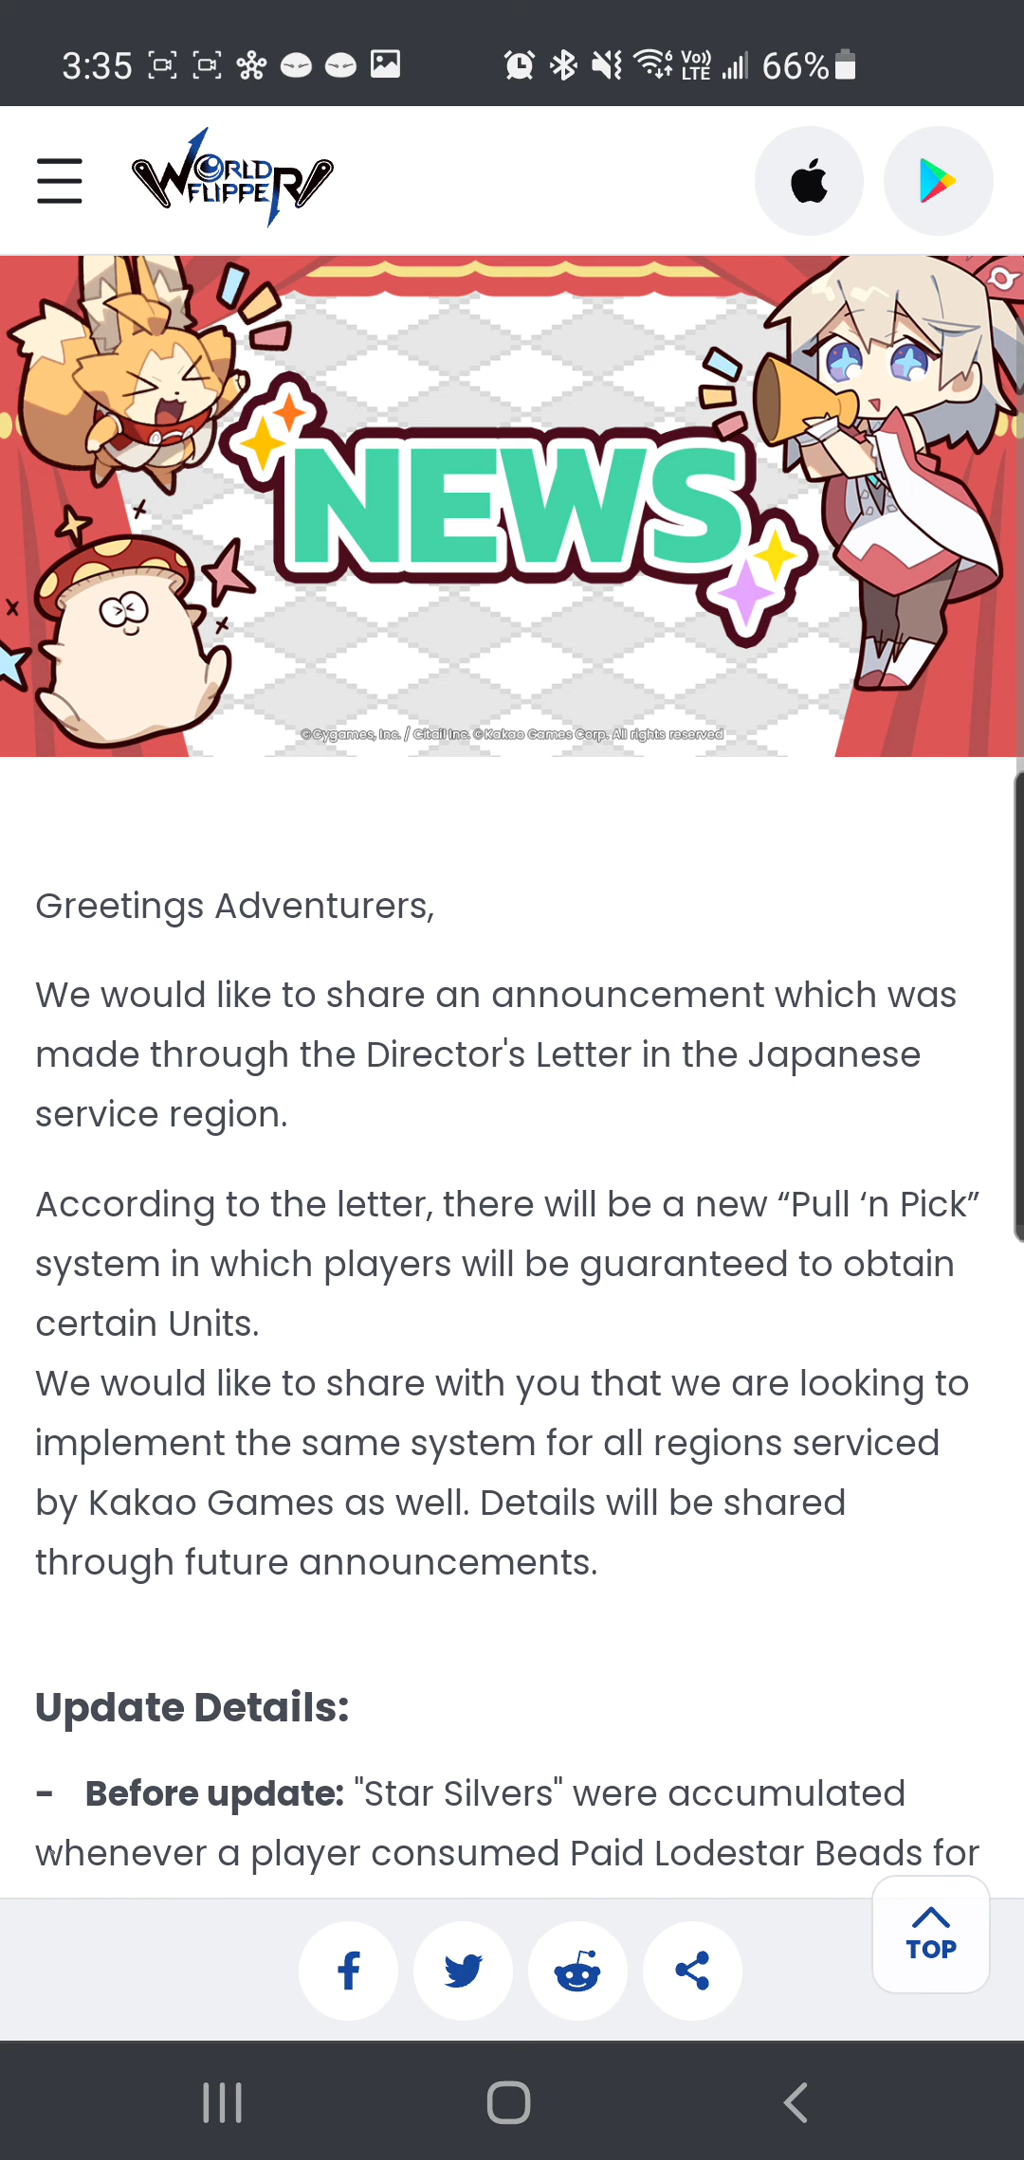 3:35
6
Vo))
LTE
66%
WORLD
FLIPPER
NEWS
©Cygames, Inc. / Citail Inc. ©Kakao Games Corp. All rights reserved
Greetings Adventurers,
We would like to share an announcement which was
made through the Director's Letter in the Japanese
service region.
According to the letter, there will be a new “Pull ‘n Pick”
system in which players will be guaranteed to obtain
certain Units.
We would like to share with you that we are looking to
implement the same system for all regions serviced
by Kakao Games as well. Details will be shared
through future announcements.
Update Details:
- Before update: "Star Silvers" were accumulated
whenever a player consumed Paid Lodestar Beads for
TOP